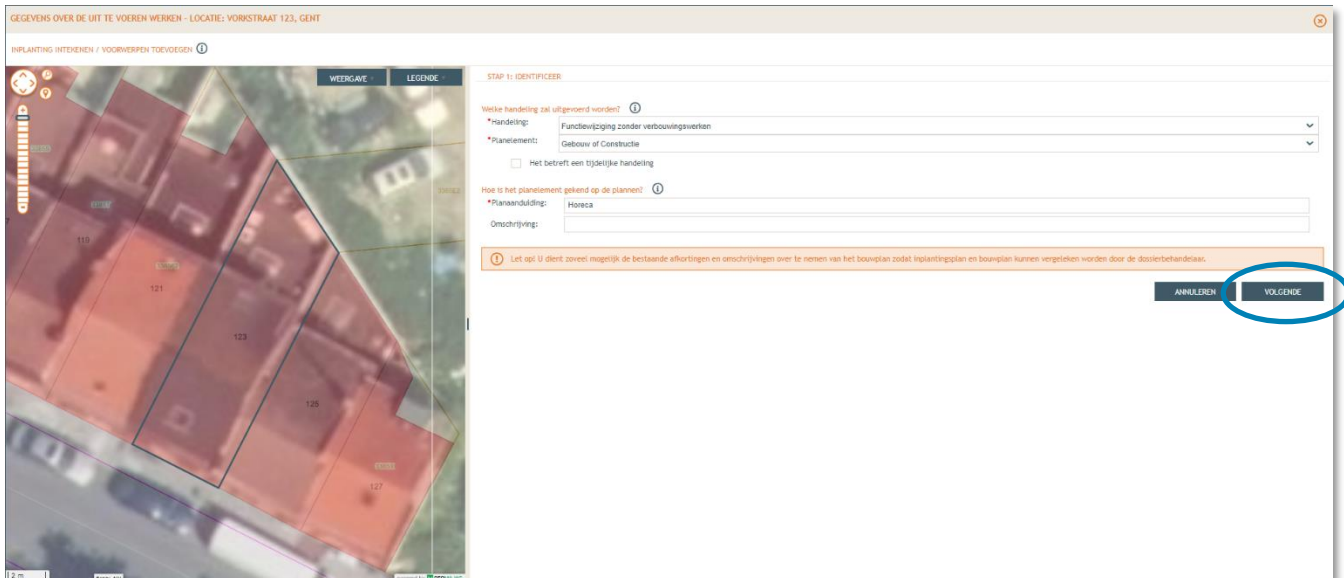 GEGEVENS OVER DE UIT TE VOEREN WERKEN - LOCATIE: VORKSTRAAT 123, GENT
INPLANTING INTEKENEN / VOORWERPEN TOEVOEGEN
WEERGAVE
LEGENDE
STAP 1: IDENTIFICEER
Welke handeling zal uitgevoerd worden?
*Handeling:
Functiewijziging zonder verbouwingswerken
*Planelement:
Gebouw of Constructie
Het betreft een tijdelijke handeling
Hoe is het planelement gekend op de plannen?
*Planaanduiding:
Horeca
Omschrijving:
Let op! U dient zoveel mogelijk de bestaande afkortingen en omschrijvingen over te nemen van het bouwplan zodat inplantingsplan en bouwplan kunnen vergeleken worden door de dossierbehandelaar.
ANNULEREN
VOLGENDE
119
121
123
125
127
2 m